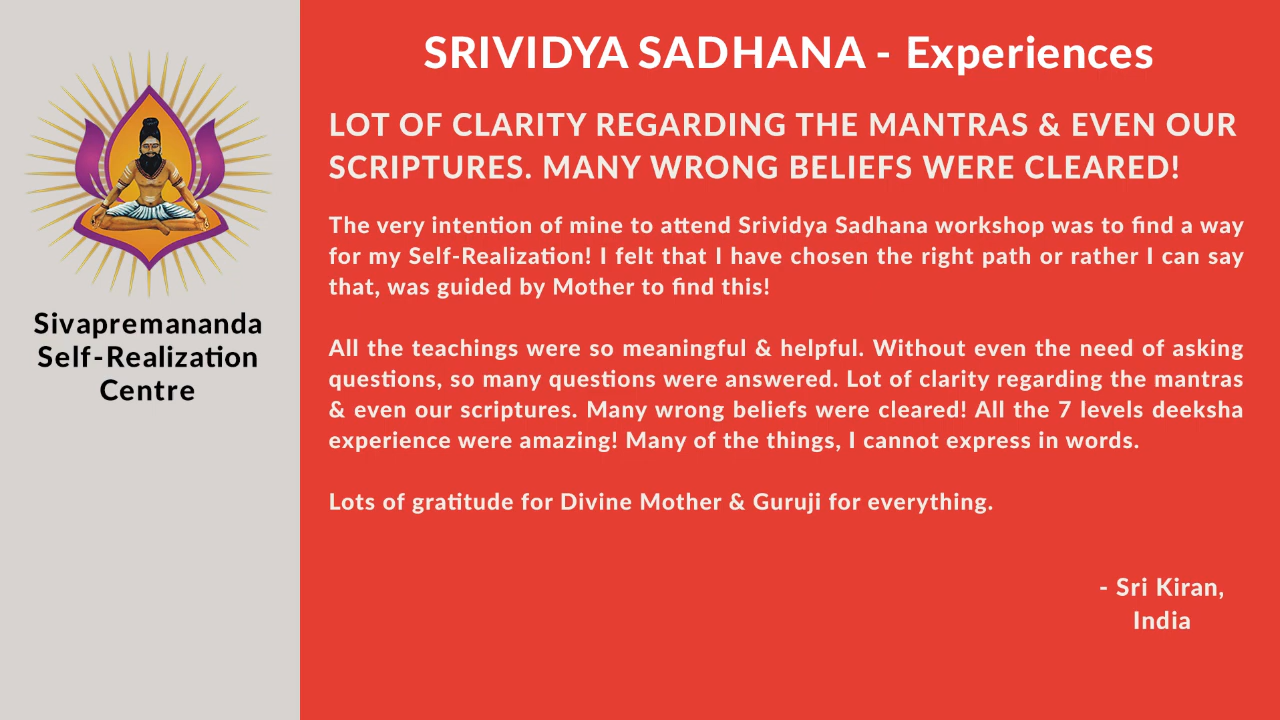 Sivapremananda
Self-Realization
Centre
SRIVIDYA SADHANA - Experiences
LOT OF CLARITY REGARDING THE MANTRAS & EVEN OUR
SCRIPTURES. MANY WRONG BELIEFS WERE CLEARED!
The very intention of mine to attend Srividya Sadhana workshop was to find a way
for my Self-Realization! I felt that I have chosen the right path or rather I can say
that, was guided by Mother to find this!
All the teachings were so meaningful & helpful. Without even the need of asking
questions, so many questions were answered. Lot of clarity regarding the mantras
& even our scriptures. Many wrong beliefs were cleared! All the 7 levels deeksha
experience were amazing! Many of the things, I cannot express in words.
Lots of gratitude for Divine Mother & Guruji for everything.
- Sri Kiran,
India